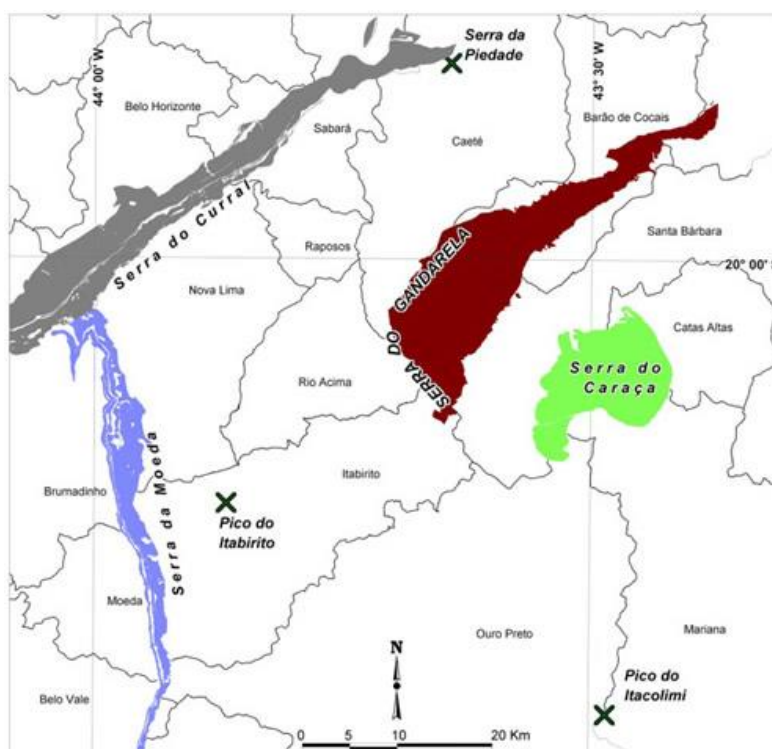 Serra da
Piedade
44° 00' W
43° 30' W
Belo Horizonte
Barão de Cocais
Sabará
Caeté
Serra do Curral
Santa Bárbara
Raposos
GANDARELA
20° 00'
Nova Lima
Catas Altas
SERRA DO
Serra do
Caraça
Rio Acima
Itabirito
Serra da Moeda
Brumadinho
Pico do
Itabirito
Moeda
Ouro Preto
Mariana
N
Belo Vale
Pico do
Itacolimi
0 5 10 20 Km